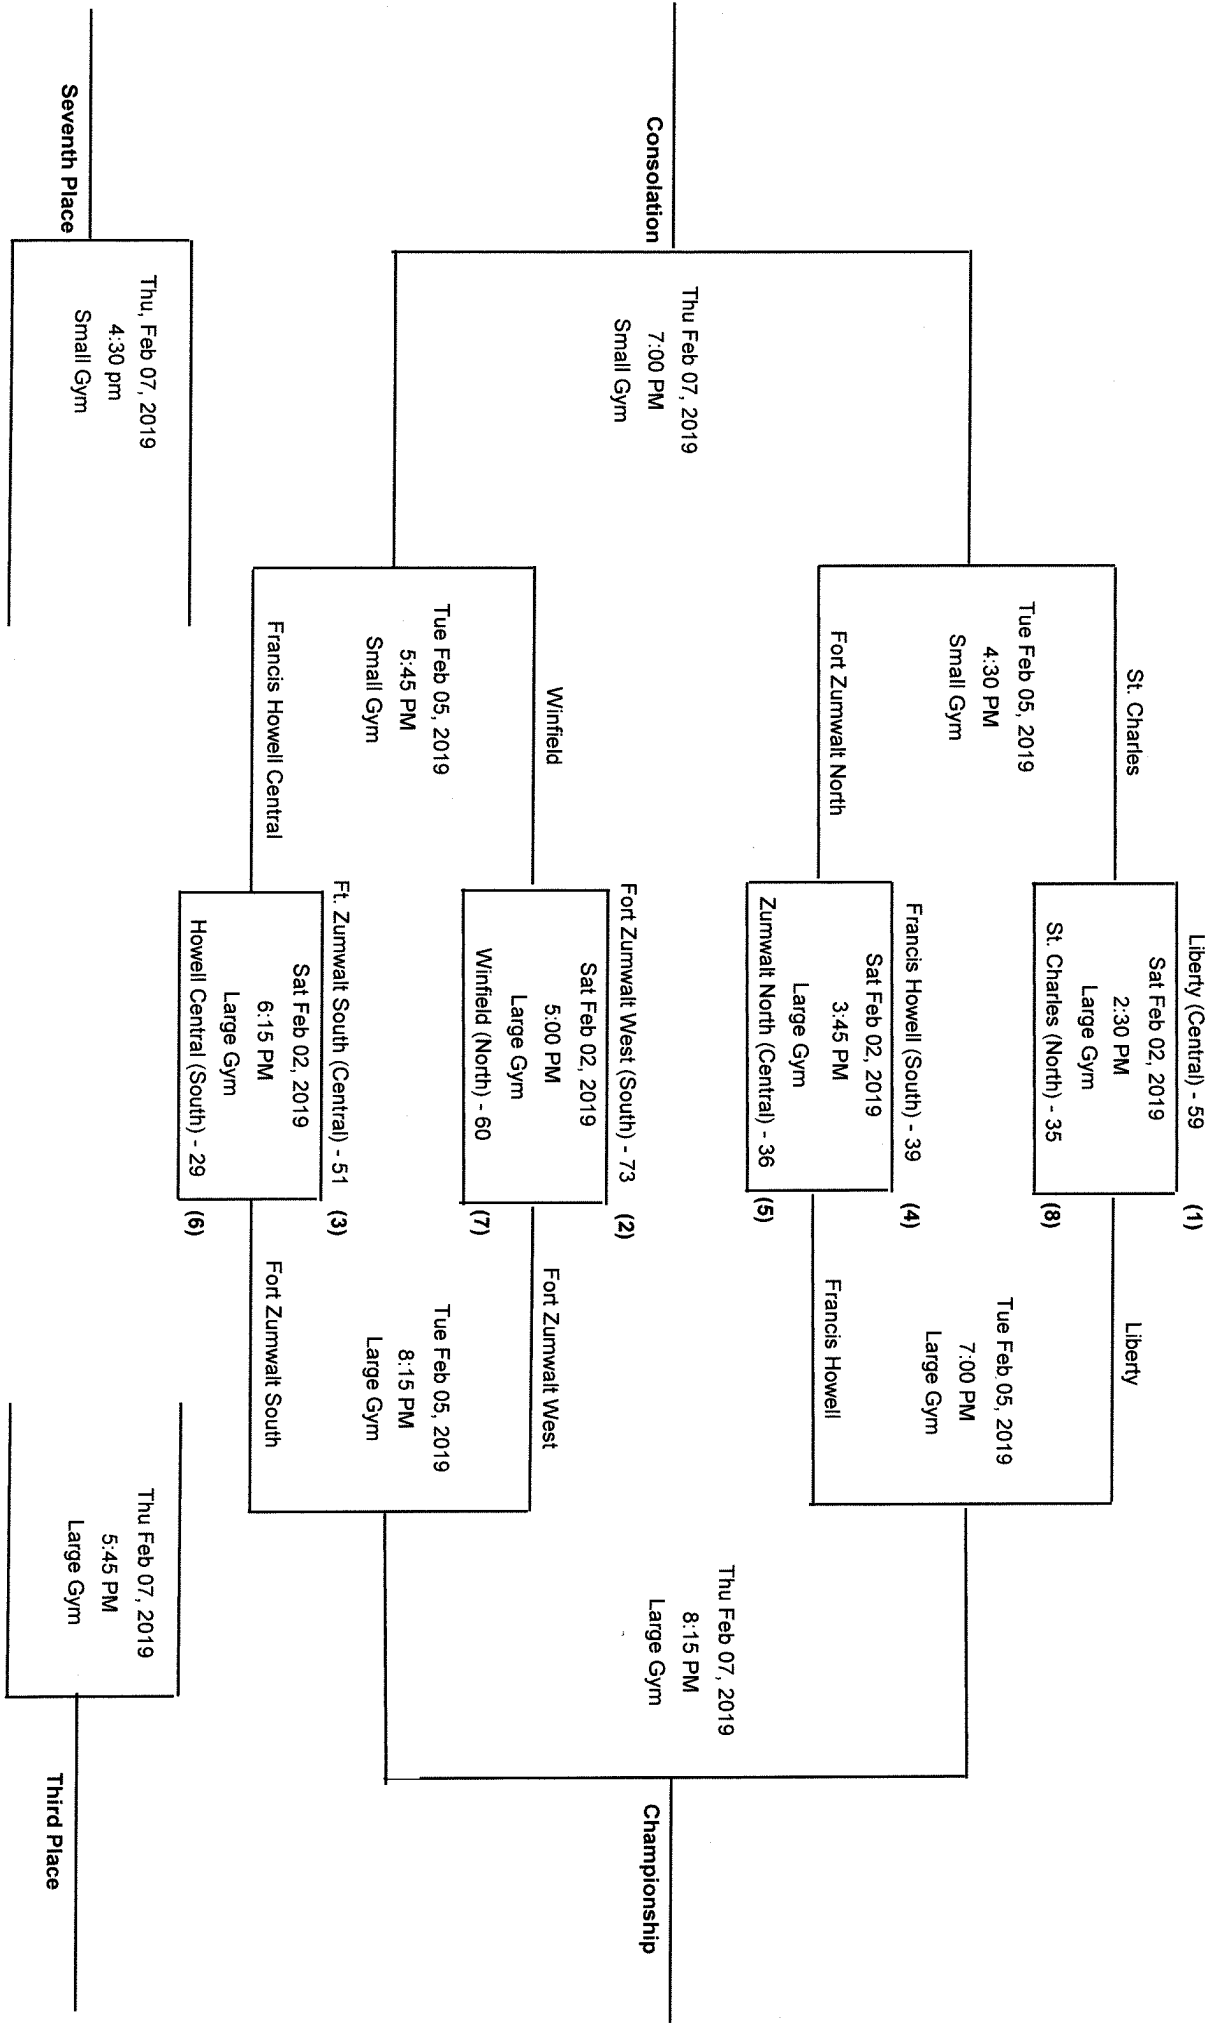 Liberty (Central) - 59
(1)
St. Charles
Sat Feb 02, 2019
2:30 PM
Large Gym
Liberty
St. Charles (North) - 35
(8)
Tue Feb 05, 2019
4:30 PM
Small Gym
Tue Feb 05, 2019
7:00 PM
Large Gym
Francis Howell (South) - 39
(4)
Fort Zumwalt North
Sat Feb 02, 2019
3:45 PM
Large Gym
Francis Howell
Zumwalt North (Central) - 36
(5)
Thu Feb 07, 2019
7:00 PM
Small Gym
Consolation
Thu Feb 07, 2019
8:15 PM
Large Gym
Championship
Fort Zumwalt West (South) - 73
(2)
Winfield
Sat Feb 02, 2019
5:00 PM
Large Gym
Fort Zumwalt West
Winfield (North) - 60
(7)
Tue Feb 05, 2019
5:45 PM
Small Gym
Tue Feb 05, 2019
8:15 PM
Large Gym
Ft. Zumwalt South (Central) - 51
(3)
Francis Howell Central
Sat Feb 02, 2019
6:15 PM
Large Gym
Fort Zumwalt South
Howell Central (South) - 29
(6)
Thu, Feb 07, 2019
4:30 pm
Small Gym
Seventh Place
Thu Feb 07, 2019
5:45 PM
Large Gym
Third Place